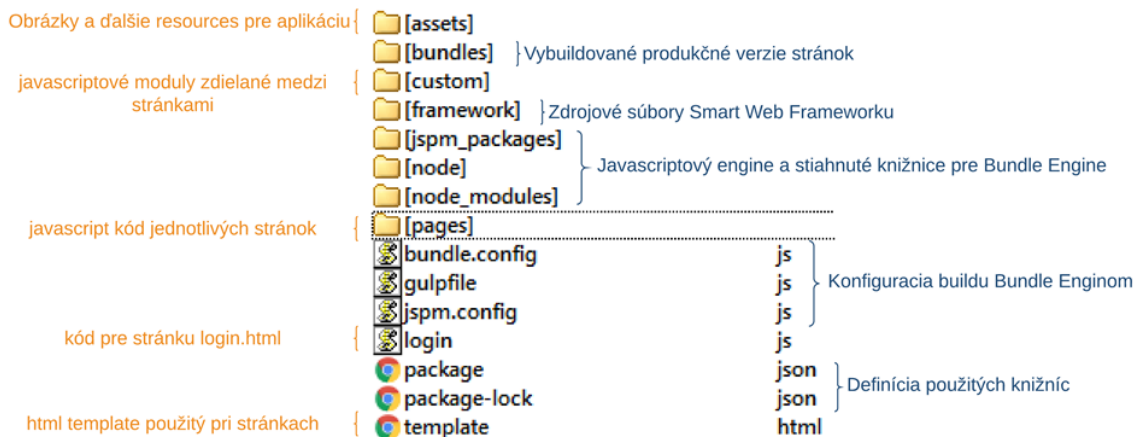 Obrázky a ďalšie resources pre aplikáciu [assets]
[bundles] Vybuildované produkčné verzie stránok
javascriptové moduly zdielané medzi [custom]
stránkami
[framework] Zdrojové súbory Smart Web Frameworku
[jspm_packages]
[node] Javascriptový engine a stiahnuté knižnice pre Bundle Engine
[node_modules]
javascript kód jednotlivých stránok [pages]
bundle.config js
gulpfile js Konfiguracia buildu Bundle Enginom
jspm.config js
kód pre stránku login.html login js
package json
Definícia použitých knižníc
package-lock json
html template použitý pri stránkach template html